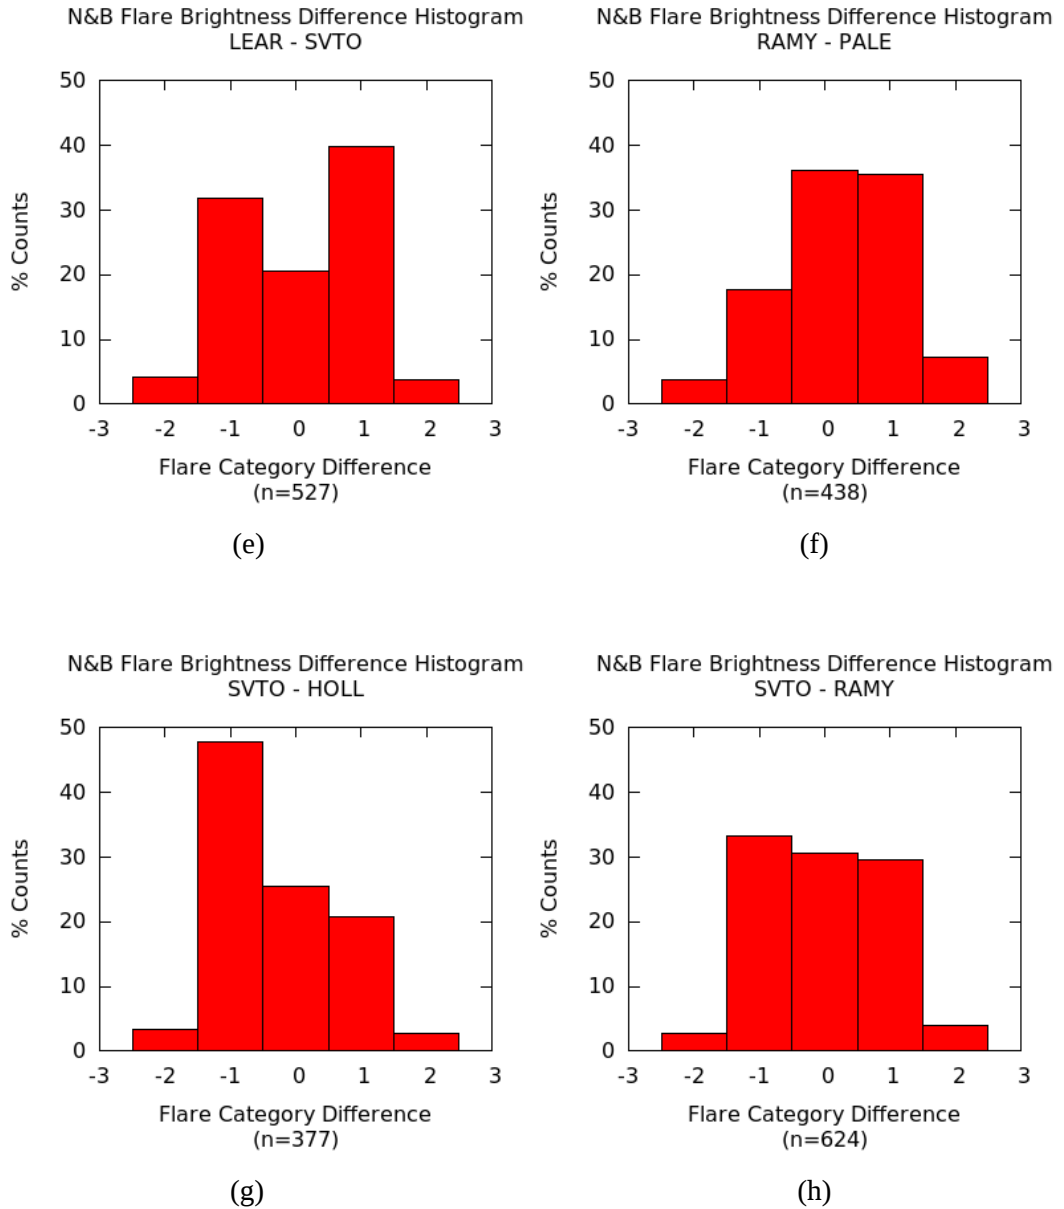 N&B Flare Brightness Difference Histogram
LEAR - SVTO
50
40
30
20
10
0
% Counts
-3 -2 -1 0 1 2 3
Flare Category Difference
(n=527)
(e)
N&B Flare Brightness Difference Histogram
RAMY - PALE
50
40
30
20
10
0
% Counts
-3 -2 -1 0 1 2 3
Flare Category Difference
(n=438)
(f)
N&B Flare Brightness Difference Histogram
SVTO - HOLL
50
40
30
20
10
0
% Counts
-3 -2 -1 0 1 2 3
Flare Category Difference
(n=377)
(g)
N&B Flare Brightness Difference Histogram
SVTO - RAMY
50
40
30
20
10
0
% Counts
-3 -2 -1 0 1 2 3
Flare Category Difference
(n=624)
(h)